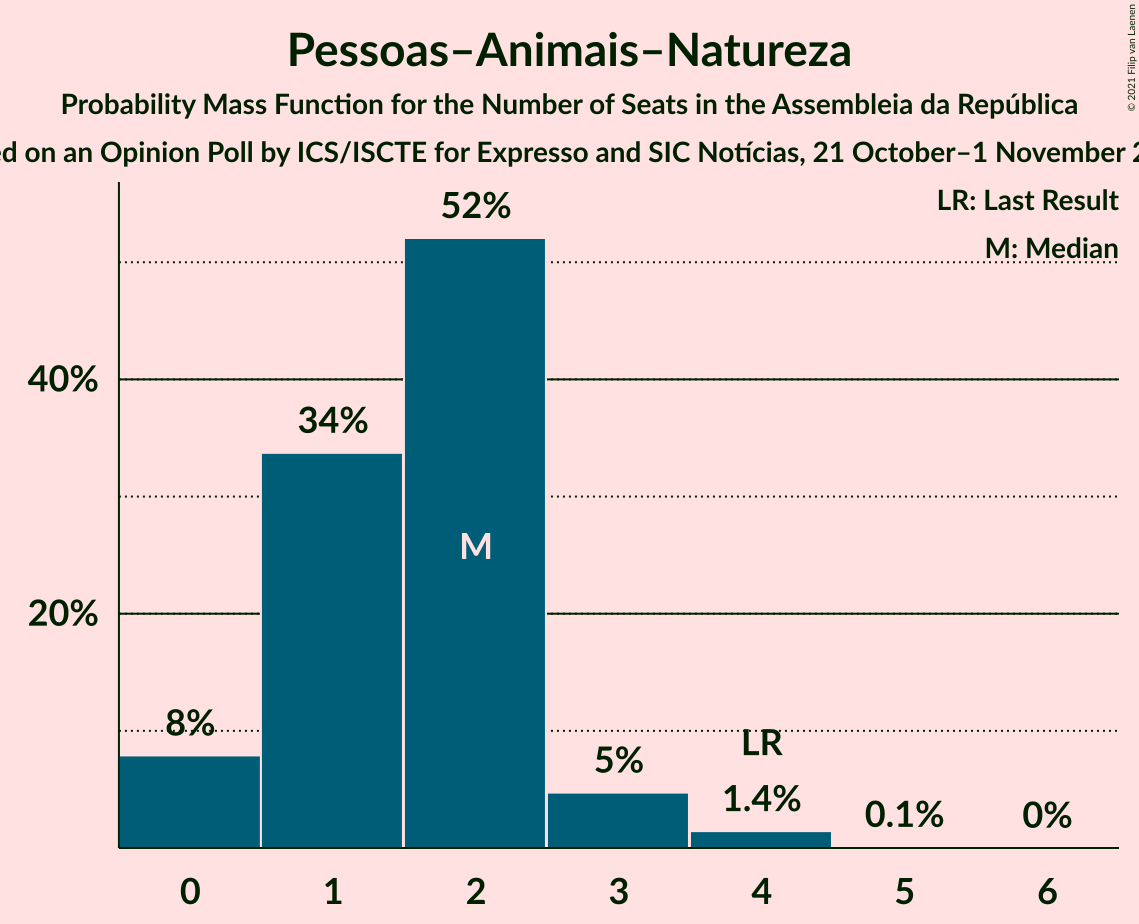 Pessoas–Animais–Natureza
Probability Mass Function for the Number of Seats in the Assembleia da República
on an Opinion Poll by ICS/ISCTE for Expresso and SIC Notícias, 21 October–1 November
© 2021 Filip van Laenen
LR: Last Result
M: Median
52%
40%
34%
M
20%
8%
LR
5%
1.4%
0.1%
0%
0 1 2 3 4 5 6